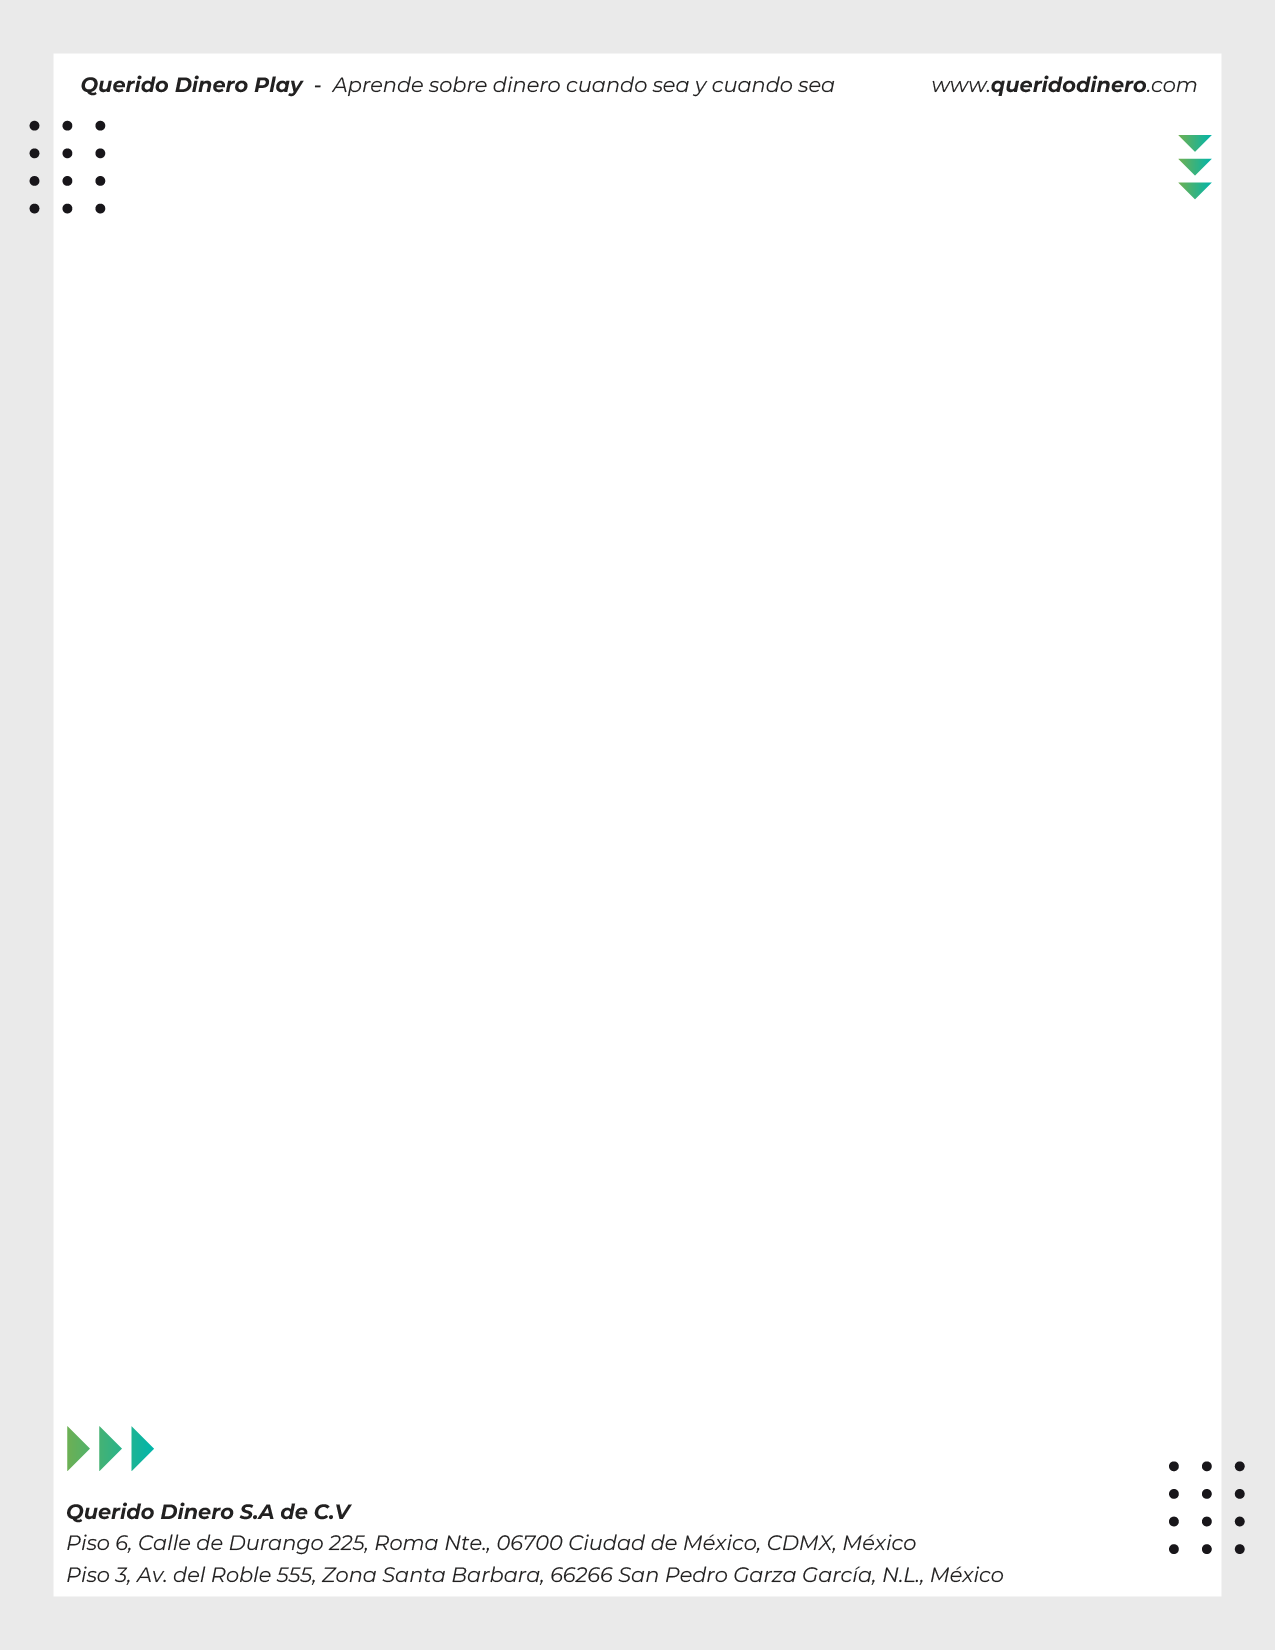 Querido Dinero Play - Aprende sobre dinero cuando sea y cuando sea
www.queridodinero.com
Querido Dinero S.A de C.V
Piso 6, Calle de Durango 225, Roma Nte., 06700 Ciudad de México, CDMX, México
Piso 3, Av. del Roble 555, Zona Santa Barbara, 66266 San Pedro Garza García, N.L., México